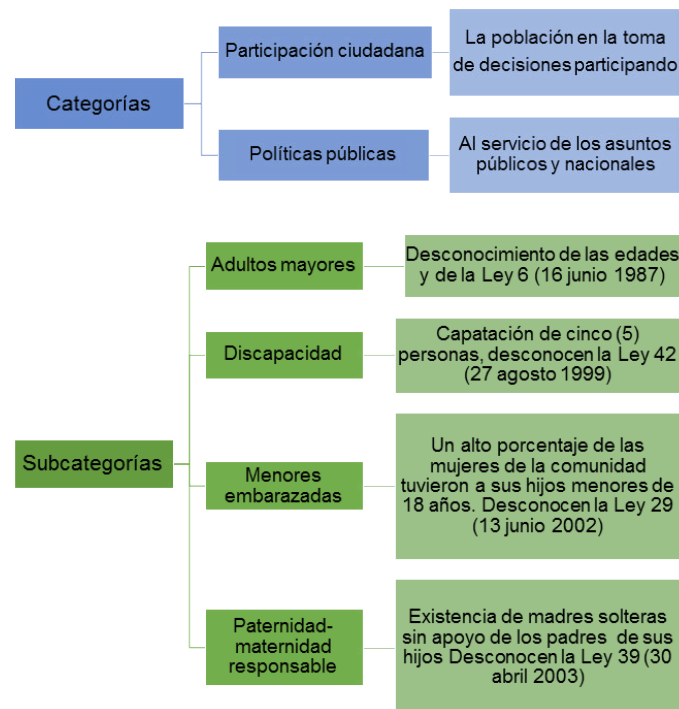 Categorías
Participación ciudadana
La población en la toma
de decisiones participando
Políticas públicas
Al servicio de los asuntos
públicos y nacionales
Subcategorías
Adultos mayores
Desconocimiento de las edades
y de la Ley 6 (16 junio 1987)
Discapacidad
Capatación de cinco (5)
personas, desconocen la Ley 42
(27 agosto 1999)
Menores
embarazadas
Un alto porcentaje de las
mujeres de la comunidad
tuvieron a sus hijos menores de
18 años. Desconocen la Ley 29
(13 junio 2002)
Paternidad-
maternidad
responsable
Existencia de madres solteras
sin apoyo de los padres de sus
hijos Desconocen la Ley 39 (30
abril 2003)